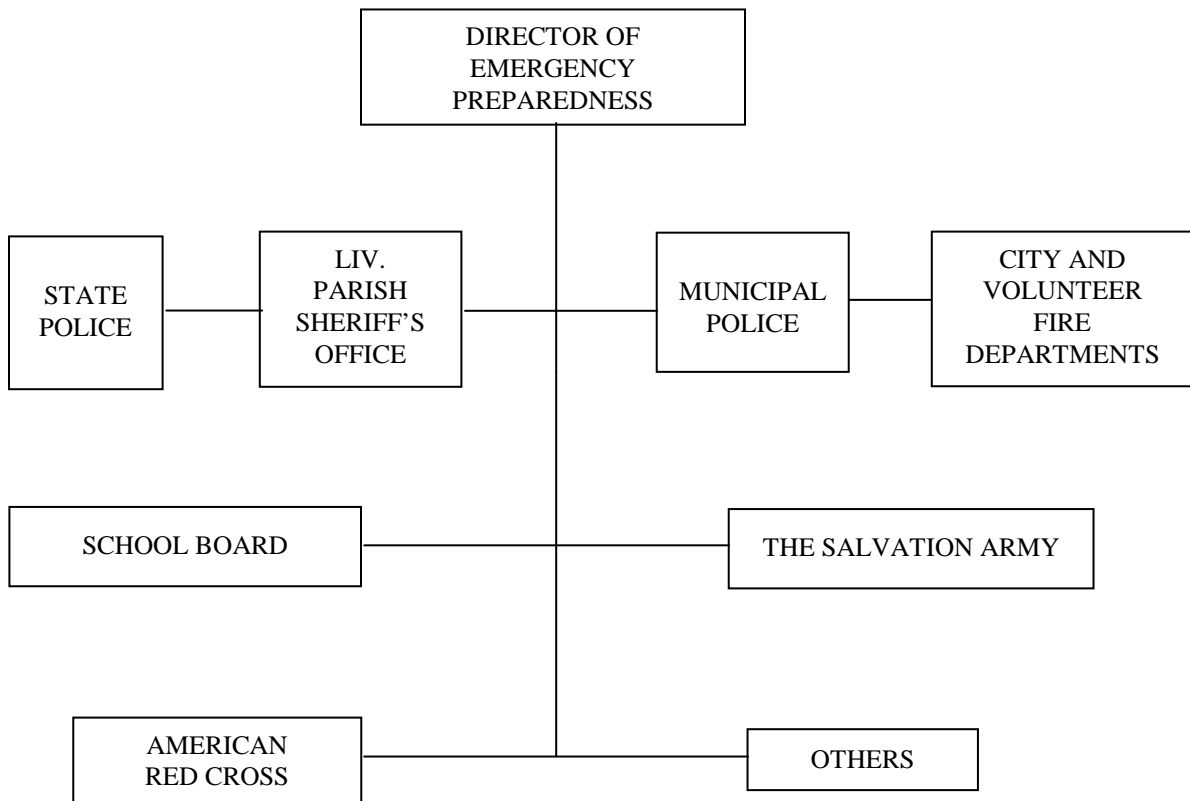 DIRECTOR OF
EMERGENCY
PREPAREDNESS
STATE
POLICE
LIV.
PARISH
SHERIFF’S
OFFICE
MUNICIPAL
POLICE
CITY AND
VOLUNTEER
FIRE
DEPARTMENTS
SCHOOL BOARD
THE SALVATION ARMY
AMERICAN
RED CROSS
OTHERS